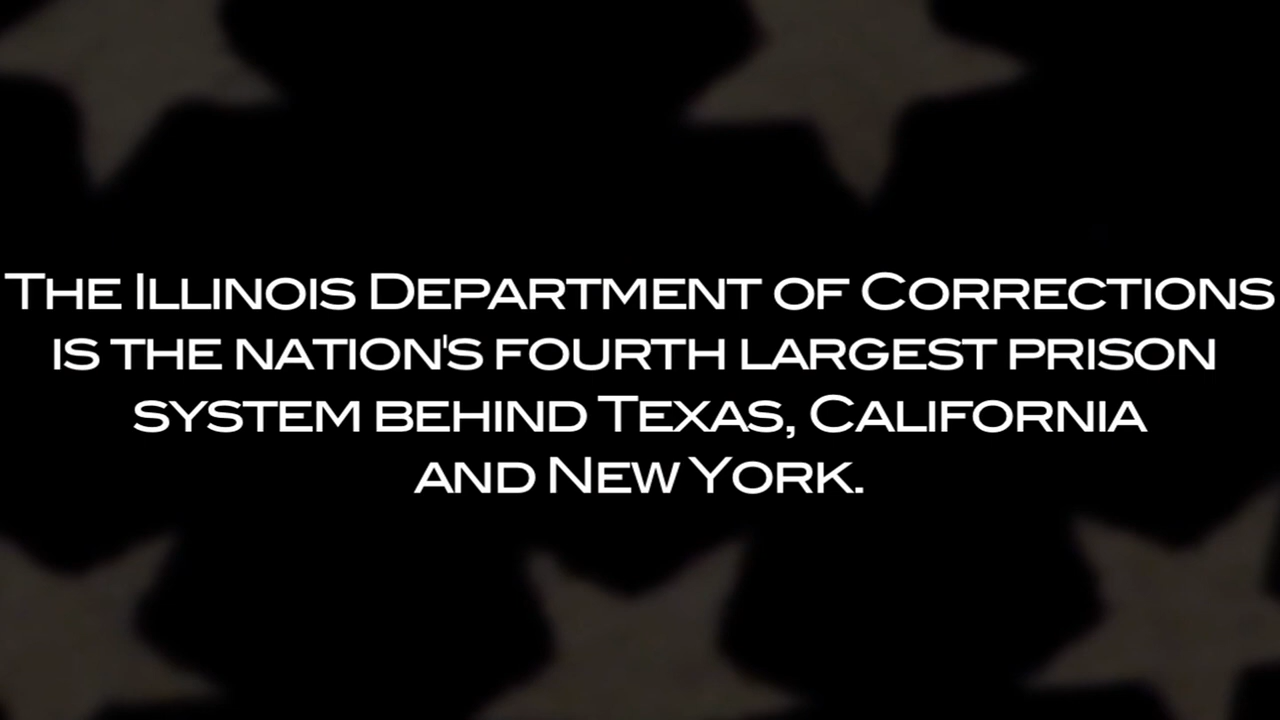 The Illinois Department of Corrections
is the nation's fourth largest prison
system behind Texas, California
and New York.